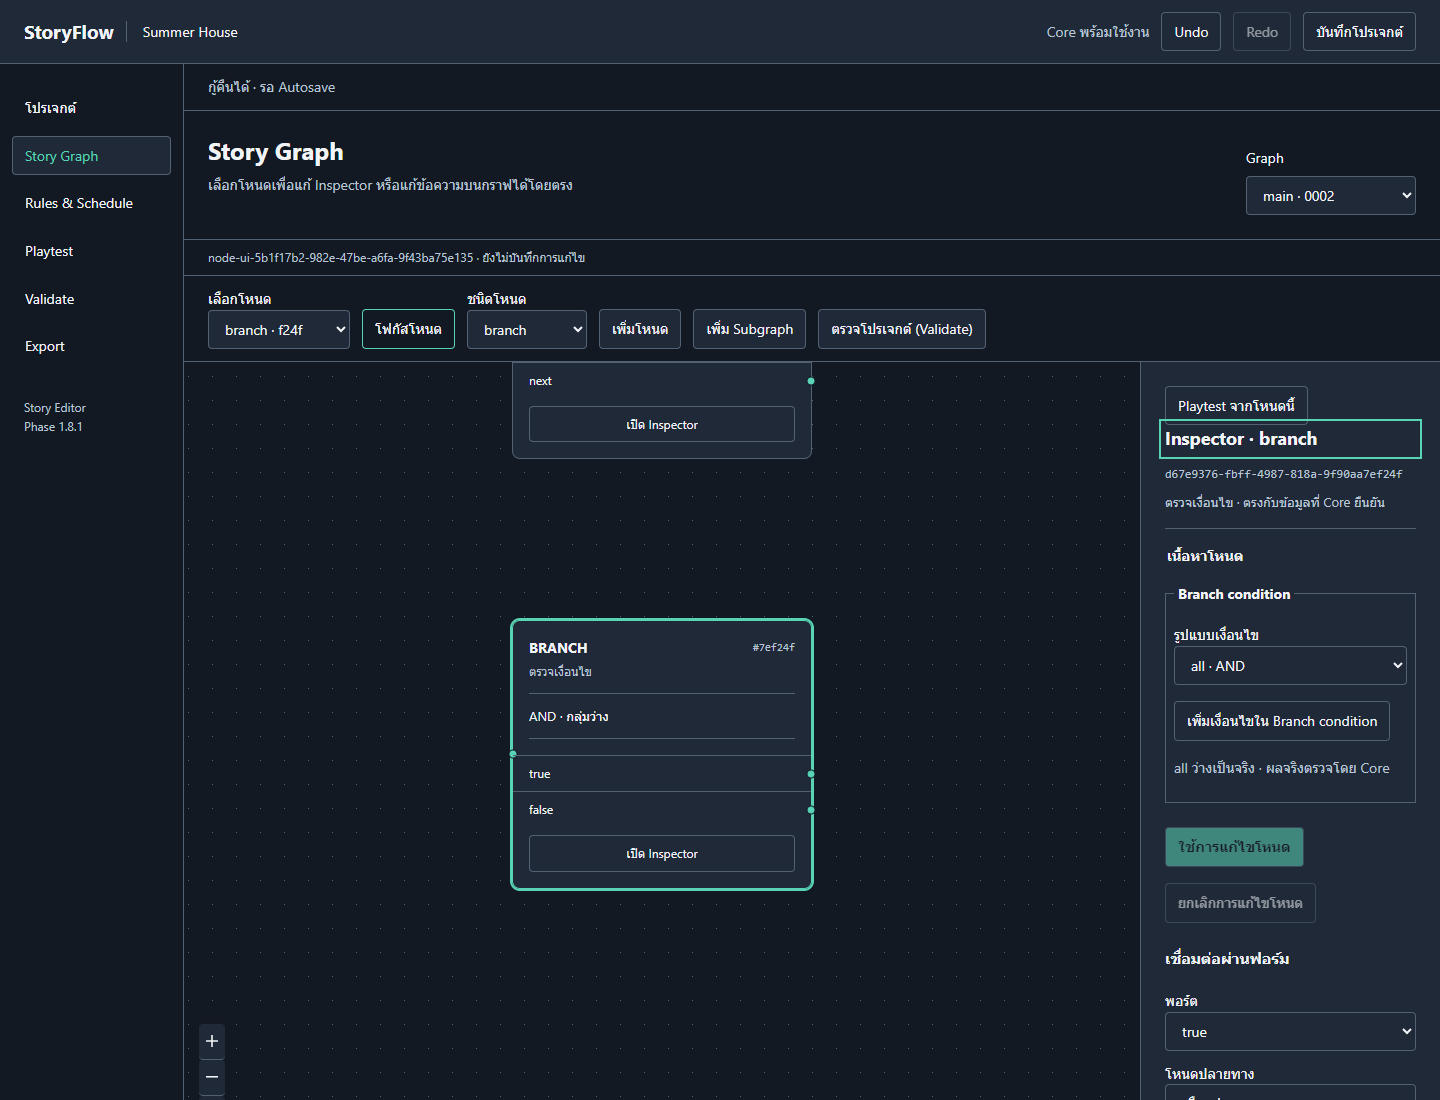 StoryFlow
Summer House
Core พร้อมใช้งาน
Undo
Redo
บันทึกโปรเจกต์
โปรเจกต์
Story Graph
Rules & Schedule
Playtest
Validate
Export
Story Editor
Phase 1.8.1
กู้คืนได้ · รอ Autosave
Story Graph
เลือกโหนดเพื่อแก้ Inspector หรือแก้ข้อความบนกราฟได้โดยตรง
Graph
main · 0002
node-ui-5b1f17b2-982e-47be-a6fa-9f43ba75e135 · ยังไม่บันทึกการแก้ไข
เลือกโหนด
branch · f24f
โฟกัสโหนด
ชนิดโหนด
branch
เพิ่มโหนด
เพิ่ม Subgraph
ตรวจโปรเจกต์ (Validate)
next
เปิด Inspector
BRANCH
#7ef24f
ตรวจเงื่อนไข
AND · กลุ่มว่าง
true
false
เปิด Inspector
+
−
Playtest จากโหนดนี้
Inspector · branch
d67e9376-fbff-4987-818a-9f90aa7ef24f
ตรวจเงื่อนไข · ตรงกับข้อมูลที่ Core ยืนยัน
เนื้อหาโหนด
Branch condition
รูปแบบเงื่อนไข
all · AND
เพิ่มเงื่อนไขใน Branch condition
all ว่างเป็นจริง · ผลจริงตรวจโดย Core
ใช้การแก้ไขโหนด
ยกเลิกการแก้ไขโหนด
เชื่อมต่อผ่านฟอร์ม
พอร์ต
true
โหนดปลายทาง